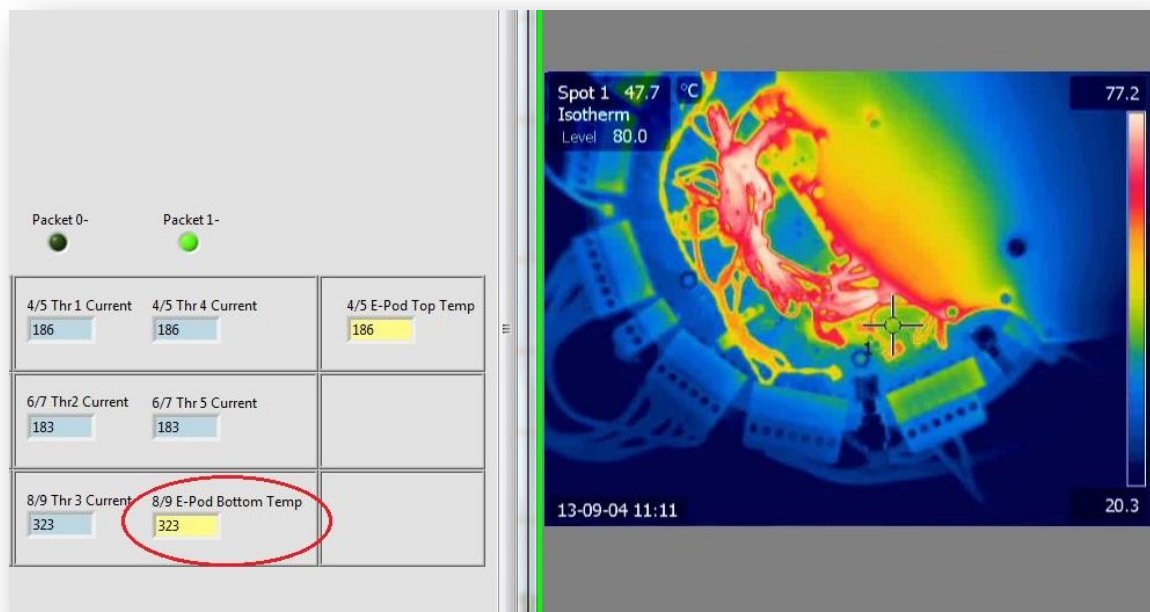 Packet 0-
Packet 1-
4/5 Thr 1 Current
4/5 Thr 4 Current
4/5 E-Pod Top Temp
186
186
186
6/7 Thr2 Current
6/7 Thr 5 Current
183
183
8/9 Thr 3 Current
8/9 E-Pod Bottom Temp
323
323
Spot 1 47.7 °C
Isotherm
Level 80.0
77.2
1
13-09-04 11:11
20.3